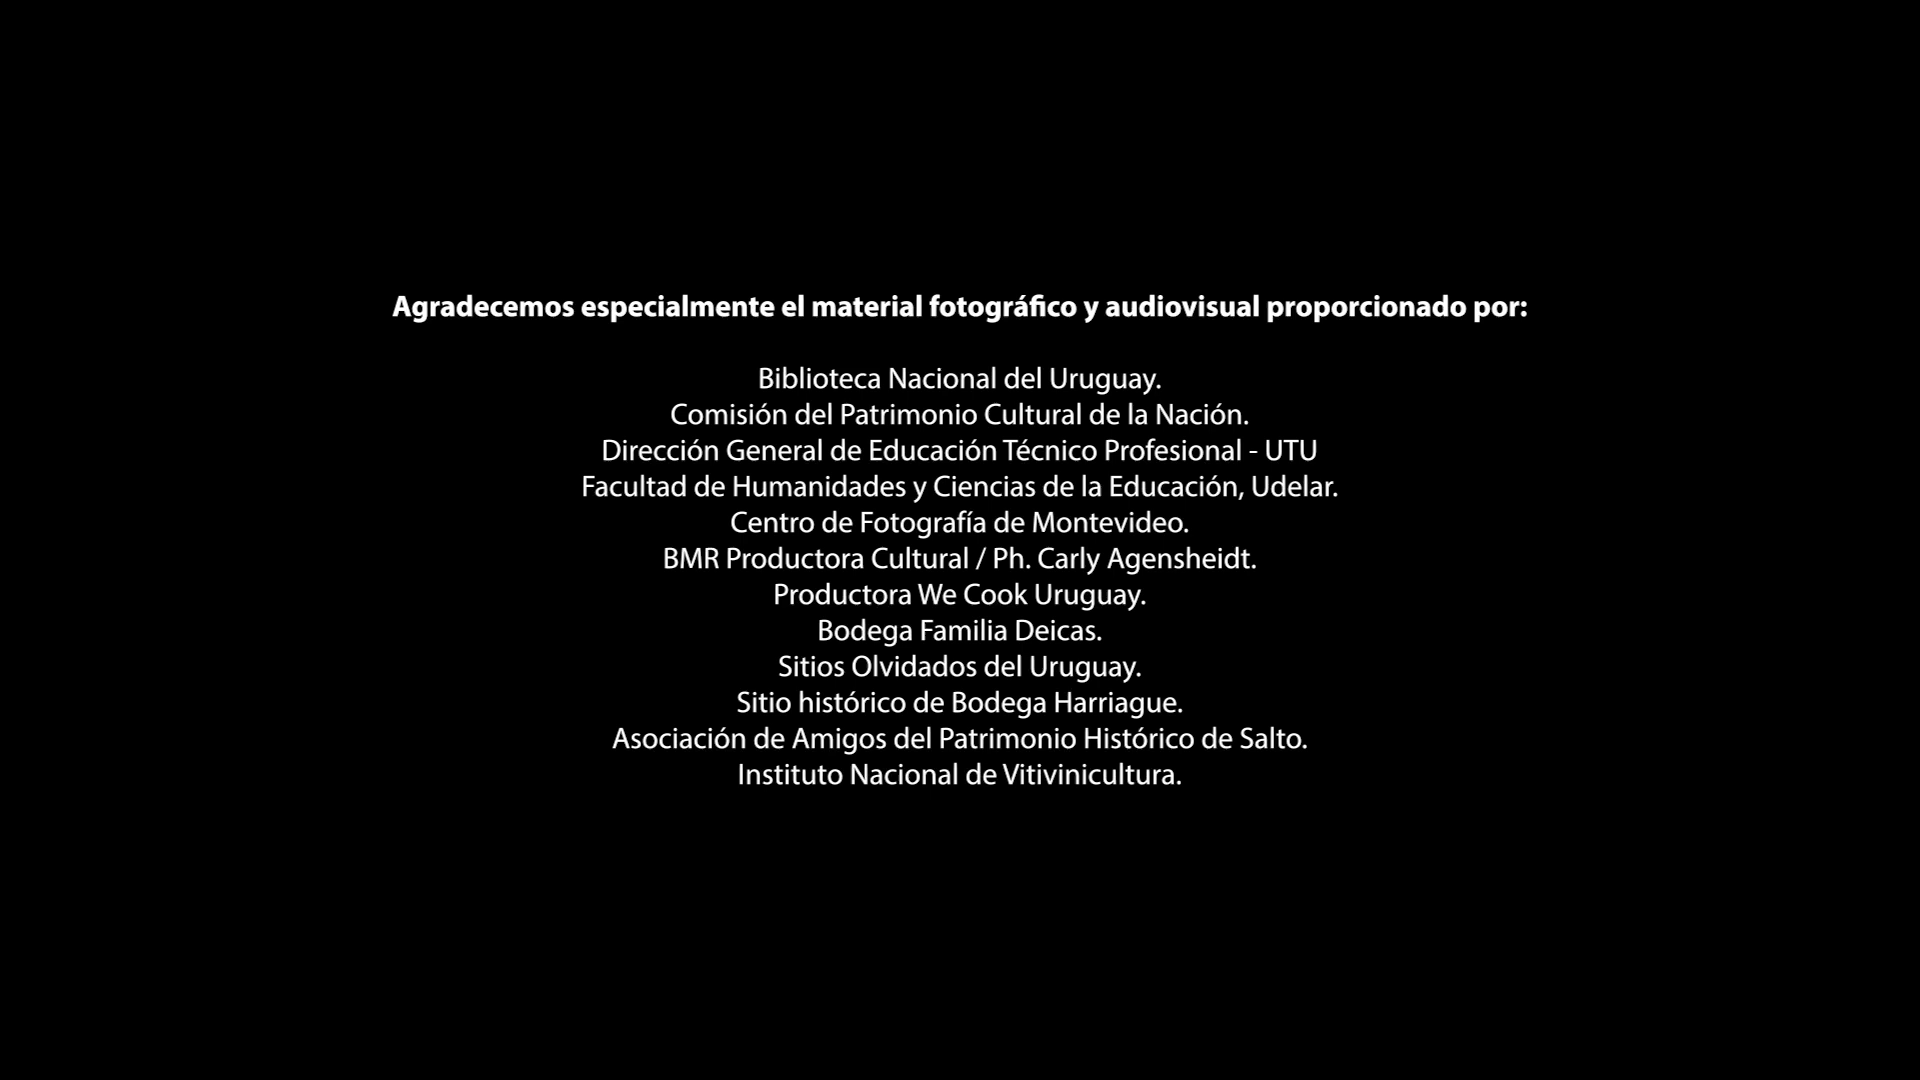 Agradecemos especialmente el material fotográfico y audiovisual proporcionado por:
Biblioteca Nacional del Uruguay.
Comisión del Patrimonio Cultural de la Nación.
Dirección General de Educación Técnico Profesional - UTU
Facultad de Humanidades y Ciencias de la Educación, Udelar.
Centro de Fotografía de Montevideo.
BMR Productora Cultural / Ph. Carly Agensheidt.
Productora We Cook Uruguay.
Bodega Familia Deicas.
Sitios Olvidados del Uruguay.
Sitio histórico de Bodega Harriague.
Asociación de Amigos del Patrimonio Histórico de Salto.
Instituto Nacional de Vitivinicultura.